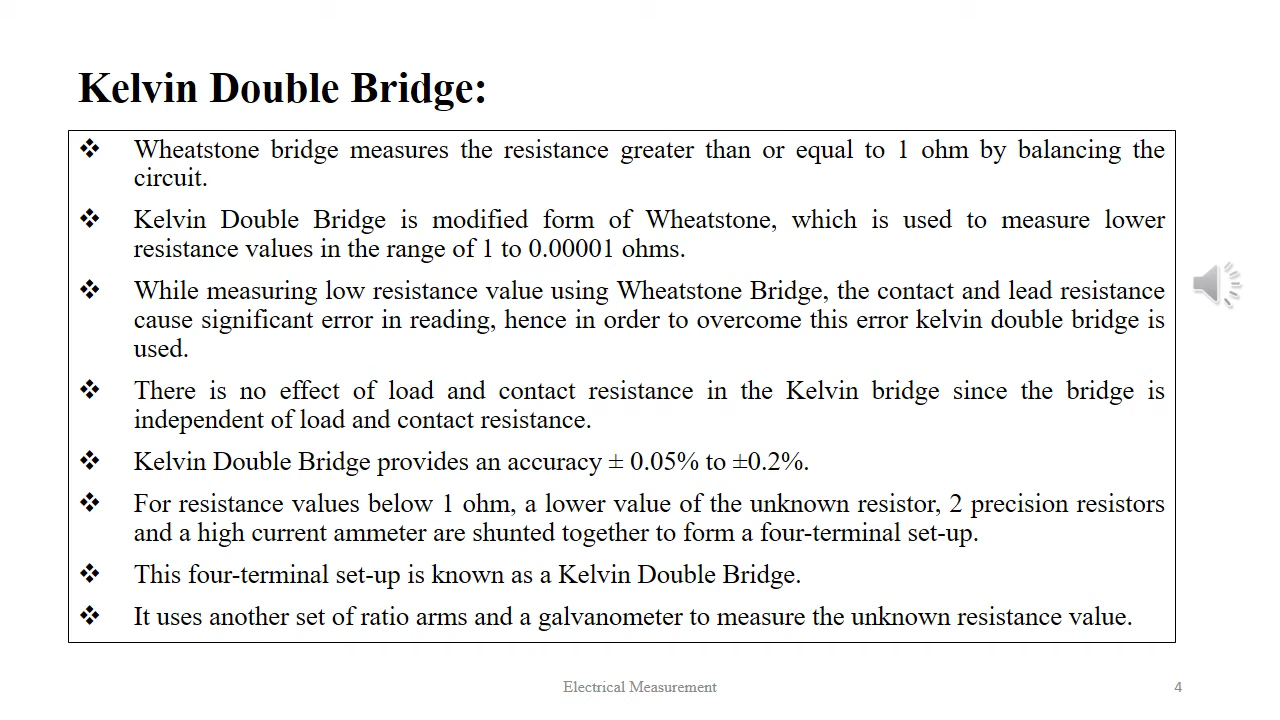 Kelvin Double Bridge:
❖ Wheatstone bridge measures the resistance greater than or equal to 1 ohm by balancing the
circuit.
❖ Kelvin Double Bridge is modified form of Wheatstone, which is used to measure lower
resistance values in the range of 1 to 0.00001 ohms.
❖ While measuring low resistance value using Wheatstone Bridge, the contact and lead resistance
cause significant error in reading, hence in order to overcome this error kelvin double bridge is
used.
❖ There is no effect of load and contact resistance in the Kelvin bridge since the bridge is
independent of load and contact resistance.
❖ Kelvin Double Bridge provides an accuracy ± 0.05% to ±0.2%.
❖ For resistance values below 1 ohm, a lower value of the unknown resistor, 2 precision resistors
and a high current ammeter are shunted together to form a four-terminal set-up.
❖ This four-terminal set-up is known as a Kelvin Double Bridge.
❖ It uses another set of ratio arms and a galvanometer to measure the unknown resistance value.
Electrical Measurement
4